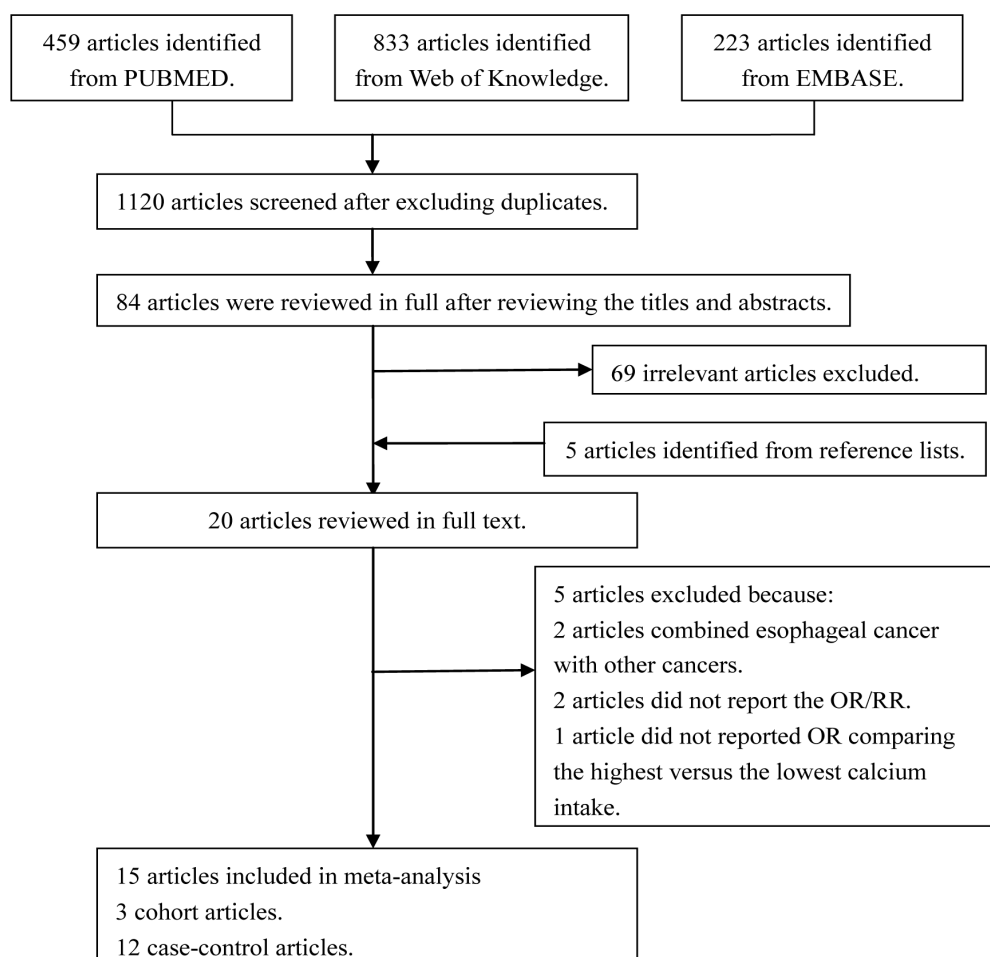 459 articles identified
from PUBMED.
833 articles identified
from Web of Knowledge.
223 articles identified
from EMBASE.
1120 articles screened after excluding duplicates.
84 articles were reviewed in full after reviewing the titles and abstracts.
69 irrelevant articles excluded.
5 articles identified from reference lists.
20 articles reviewed in full text.
5 articles excluded because:
2 articles combined esophageal cancer
with other cancers.
2 articles did not report the OR/RR.
1 article did not reported OR comparing
the highest versus the lowest calcium
intake.
15 articles included in meta-analysis
3 cohort articles.
12 case-control articles.